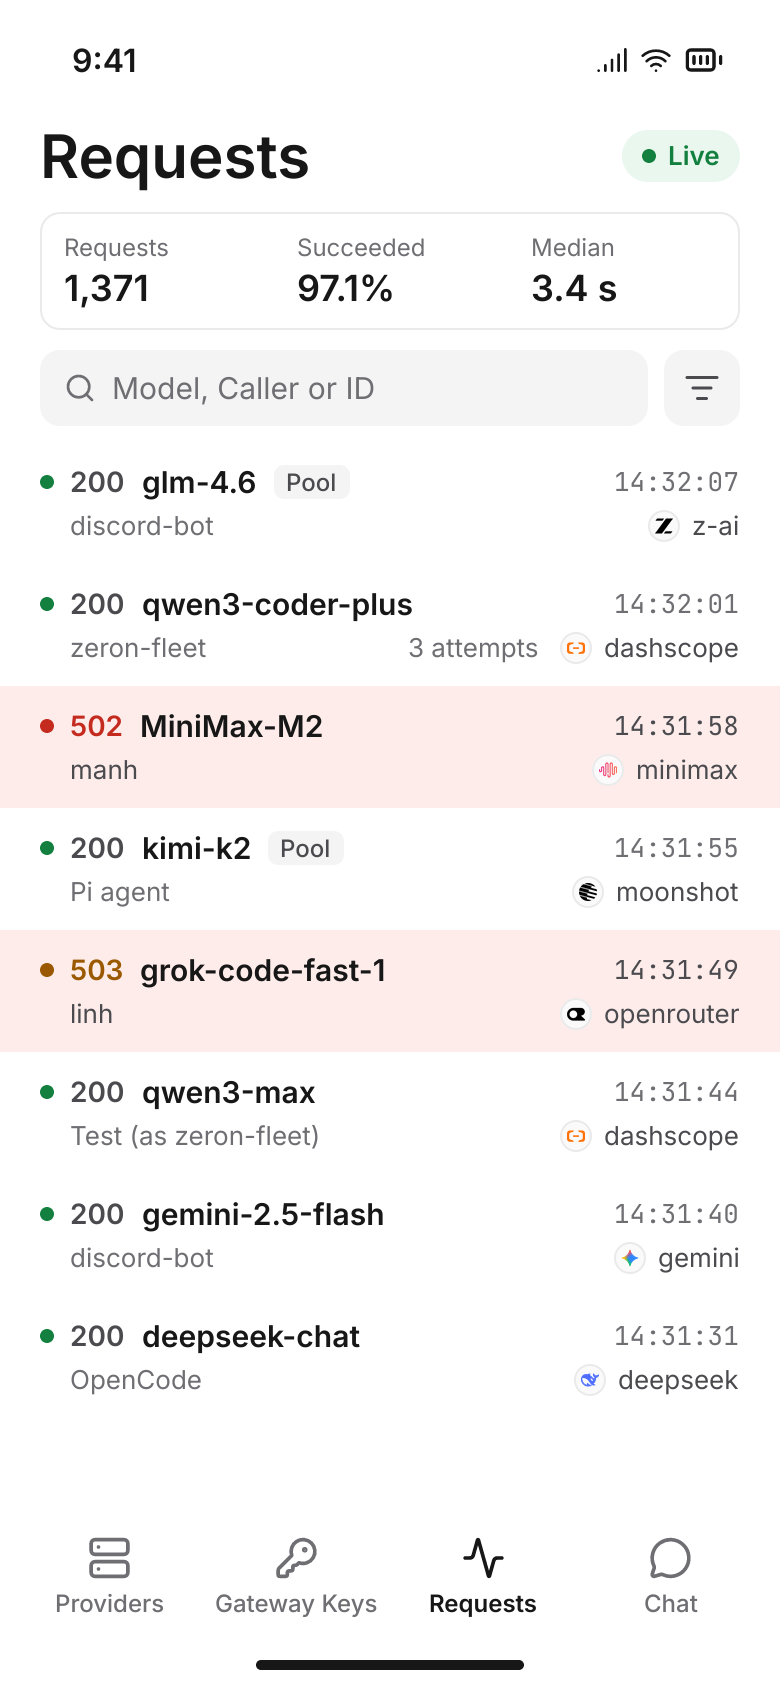 9:41
Requests
Live
Requests Succeeded Median
1,371 97.1% 3.4 s
Model, Caller or ID
200 glm-4.6 Pool 14:32:07
discord-bot z-ai
200 qwen3-coder-plus 14:32:01
zeron-fleet 3 attempts dashscope
502 MiniMax-M2 14:31:58
manh minimax
200 kimi-k2 Pool 14:31:55
Pi agent moonshot
503 grok-code-fast-1 14:31:49
linh openrouter
200 qwen3-max 14:31:44
Test (as zeron-fleet) dashscope
200 gemini-2.5-flash 14:31:40
discord-bot gemini
200 deepseek-chat 14:31:31
OpenCode deepseek
Providers Gateway Keys Requests Chat